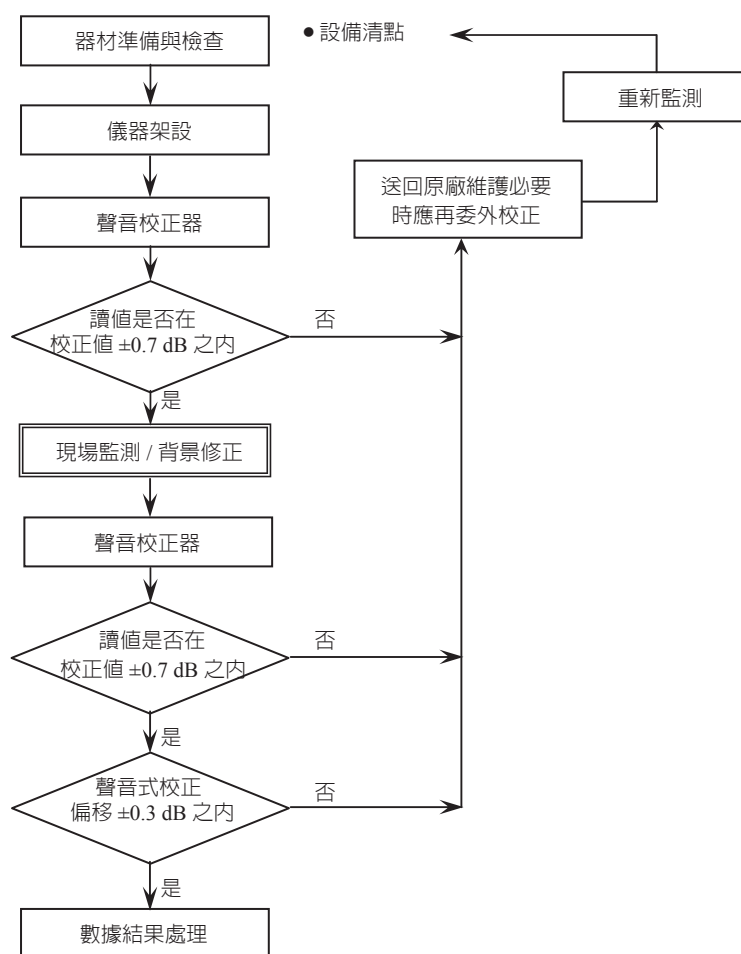 器材準備與檢查
● 設備清點
重新監測
儀器架設
送回原廠維護必要
時應再委外校正
聲音校正器
讀值是否在
校正值 ±0.7 dB 之內
否
是
現場監測 / 背景修正
聲音校正器
讀值是否在
校正值 ±0.7 dB 之內
否
是
聲音式校正
偏移 ±0.3 dB 之內
否
是
數據結果處理